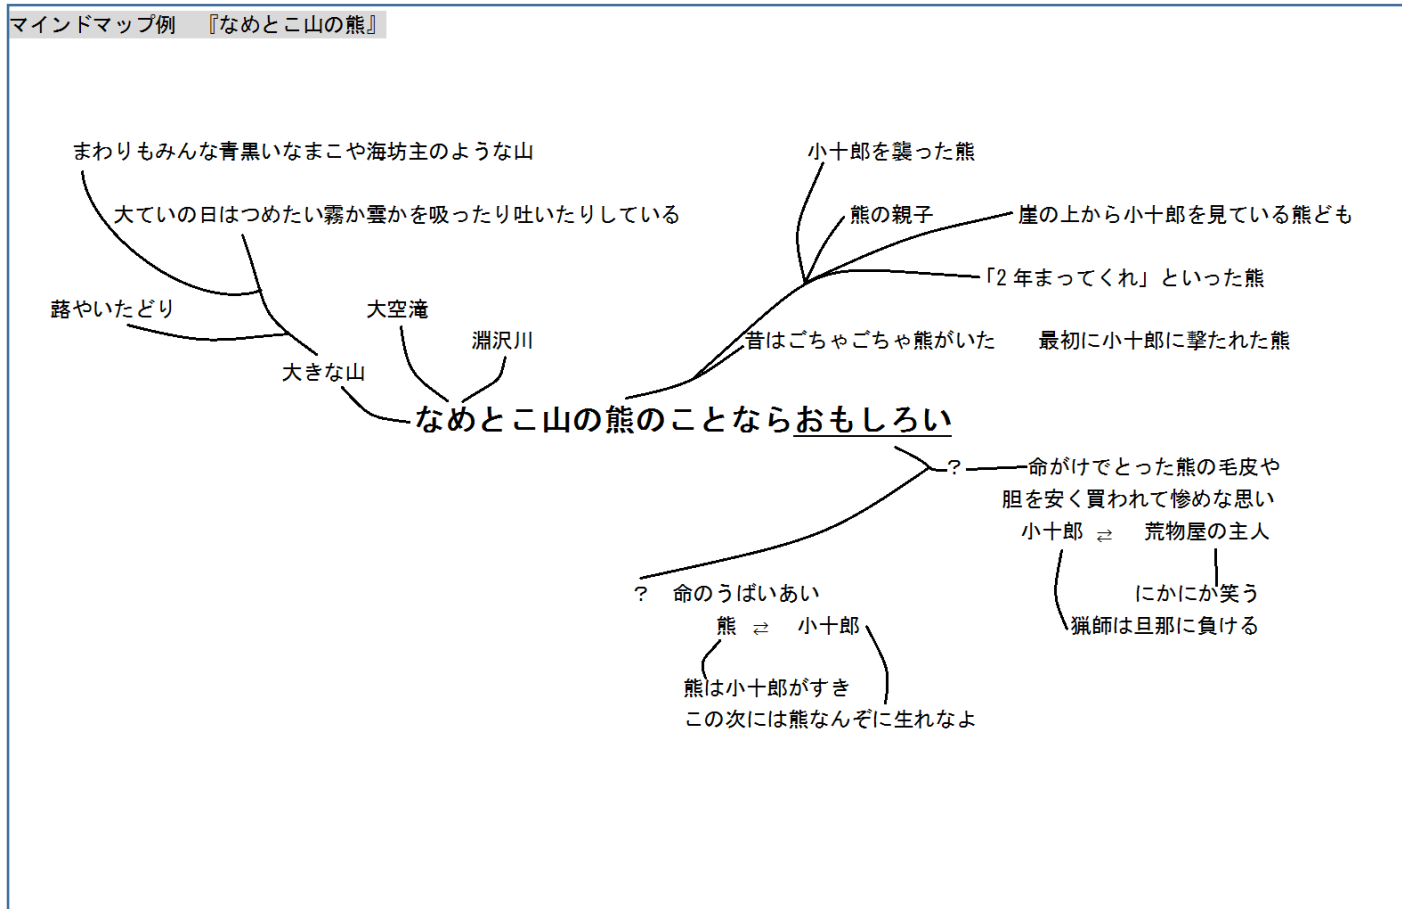 マインドマップ例　『なめとこ山の熊』
まわりもみんな青黒いなまこや海坊主のような山
小十郎を襲った熊
大ていの日はつめたい霧か雲かを吸ったり吐いたりしている
熊の親子
崖の上から小十郎を見ている熊ども
「2年まってくれ」といった熊
蕗やいたどり
大空滝
淵沢川
昔はごちゃごちゃ熊がいた　　最初に小十郎に撃たれた熊
大きな山
なめとこ山の熊のことならおもしろい
？
命がけでとった熊の毛皮や
胆を安く買われて惨めな思い
小十郎 ⇄ 荒物屋の主人
？　命のうばいあい
にかにか笑う
熊 ⇄ 小十郎
猟師は旦那に負ける
熊は小十郎がすき
この次には熊なんぞに生れなよ